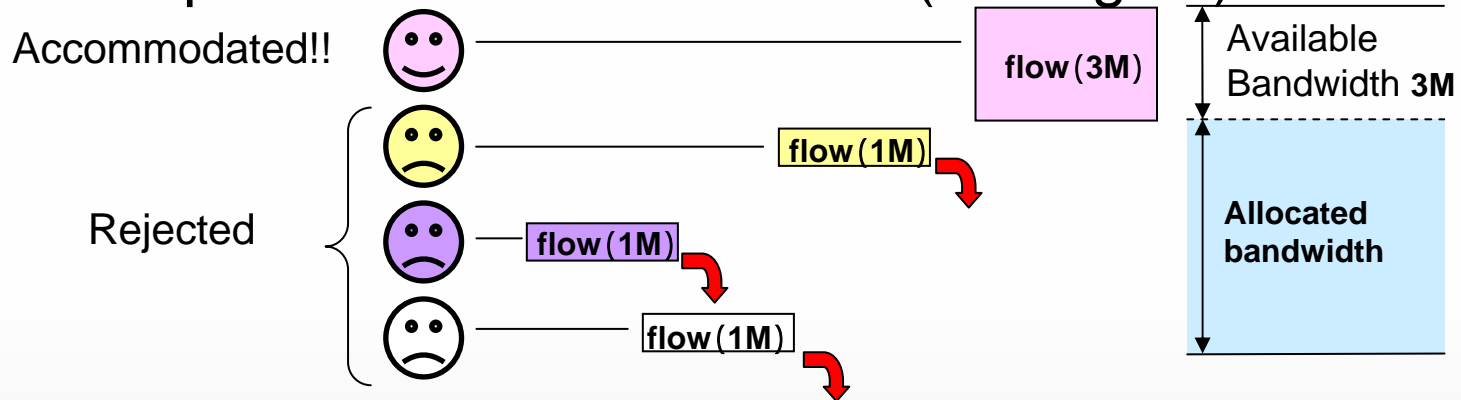 Accommodated!!
flow(3M)
Available
Bandwidth 3M
flow(1M)
Rejected
flow(1M)
Allocated
bandwidth
flow(1M)